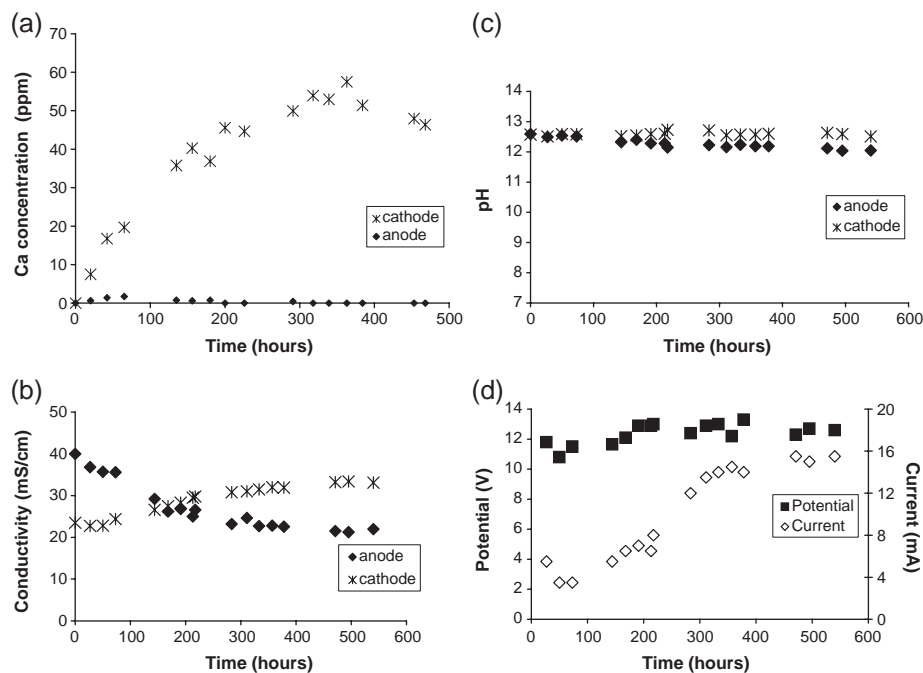 (a)
70
60
50
40
30
20
10
0
Ca concentration (ppm)
cathode
anode
0 100 200 300 400 500
Time (hours)
(c)
14
13
12
11
10
9
8
7
pH
anode
cathode
0 100 200 300 400 500 600
Time (hours)
(b)
50
40
30
20
10
0
Conductivity (mS/cm)
anode
cathode
0 100 200 300 400 500 600
Time (hours)
(d)
14
12
10
8
6
4
2
0
Potential (V)
Potential
Current
20
16
12
8
4
0
Current (mA)
0 100 200 300 400 500 600
Time (hours)